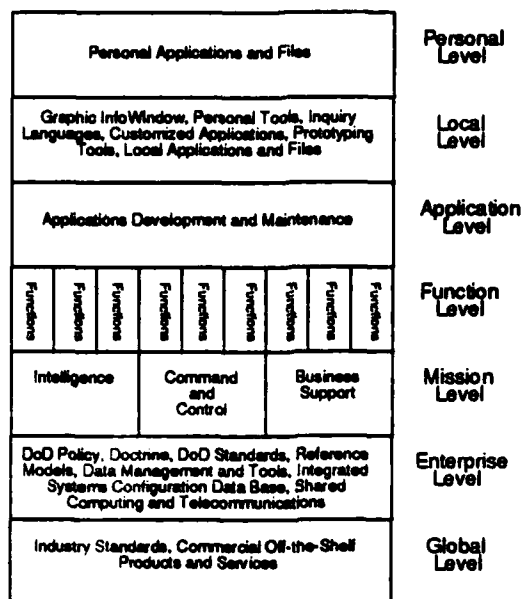 Personal Applications and Files
Personal
Level
Graphic InfoWindow, Personal Tools, Inquiry
Languages, Customized Applications, Prototyping
Tools, Local Applications and Files
Local
Level
Applications Development and Maintenance
Application
Level
Functions
Functions
Functions
Functions
Functions
Functions
Functions
Functions
Functions
Function
Level
Intelligence
Command
and
Control
Business
Support
Mission
Level
DoD Policy, Doctrine, DoD Standards, Reference
Models, Data Management and Tools, Integrated
Systems Configuration Data Base, Shared
Computing and Telecommunications
Enterprise
Level
Industry Standards, Commercial Off-the-Shelf
Products and Services
Global
Level